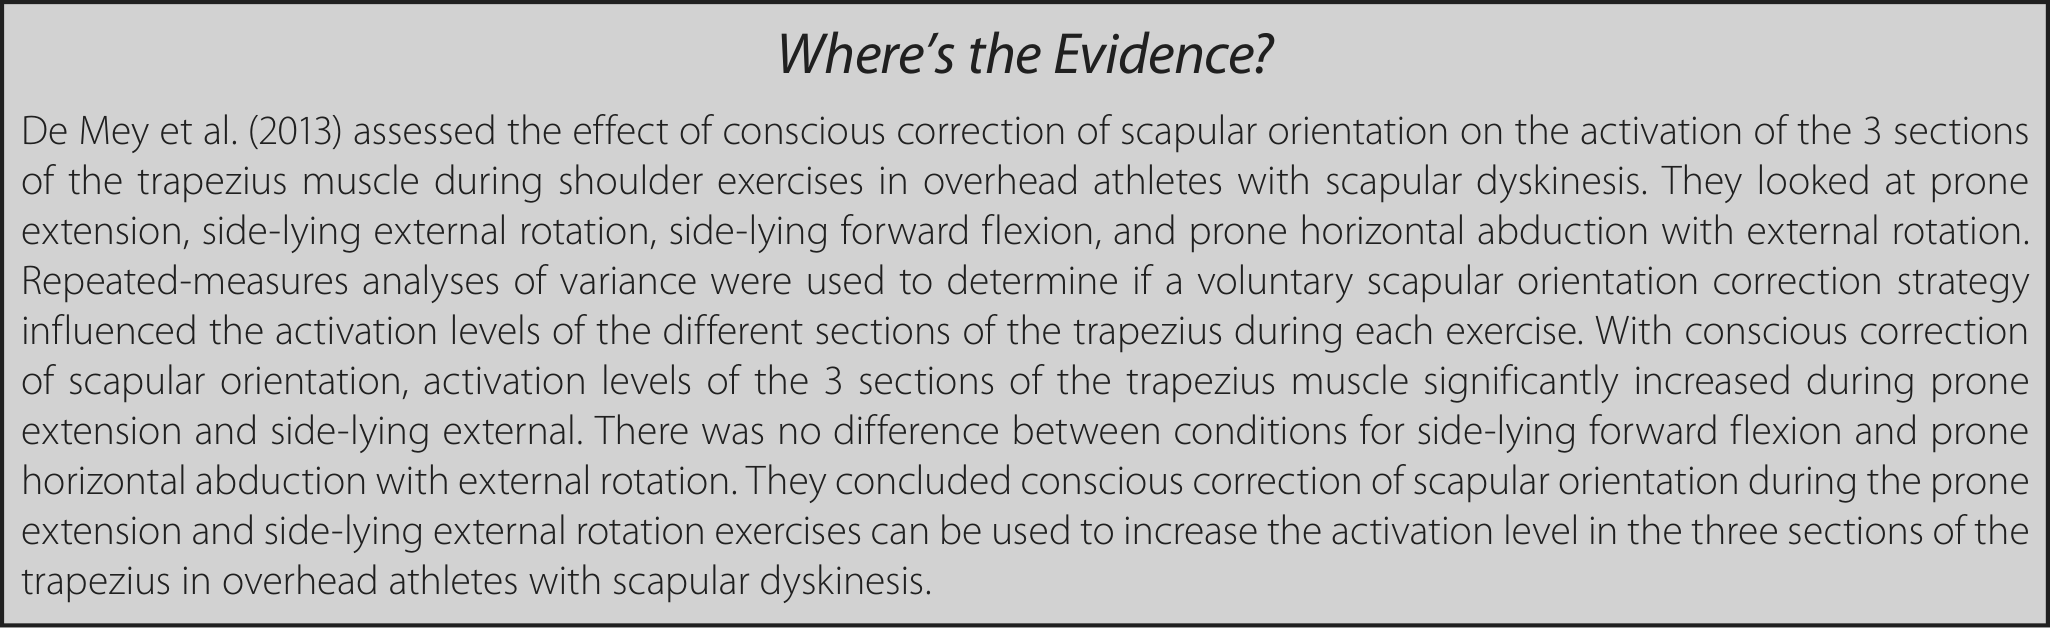 Where’s the Evidence?
De Mey et al. (2013) assessed the effect of conscious correction of scapular orientation on the activation of the 3 sections
of the trapezius muscle during shoulder exercises in overhead athletes with scapular dyskinesis. They looked at prone
extension, side-lying external rotation, side-lying forward flexion, and prone horizontal abduction with external rotation.
Repeated-measures analyses of variance were used to determine if a voluntary scapular orientation correction strategy
influenced the activation levels of the different sections of the trapezius during each exercise. With conscious correction
of scapular orientation, activation levels of the 3 sections of the trapezius muscle significantly increased during prone
extension and side-lying external. There was no difference between conditions for side-lying forward flexion and prone
horizontal abduction with external rotation. They concluded conscious correction of scapular orientation during the prone
extension and side-lying external rotation exercises can be used to increase the activation level in the three sections of the
trapezius in overhead athletes with scapular dyskinesis.